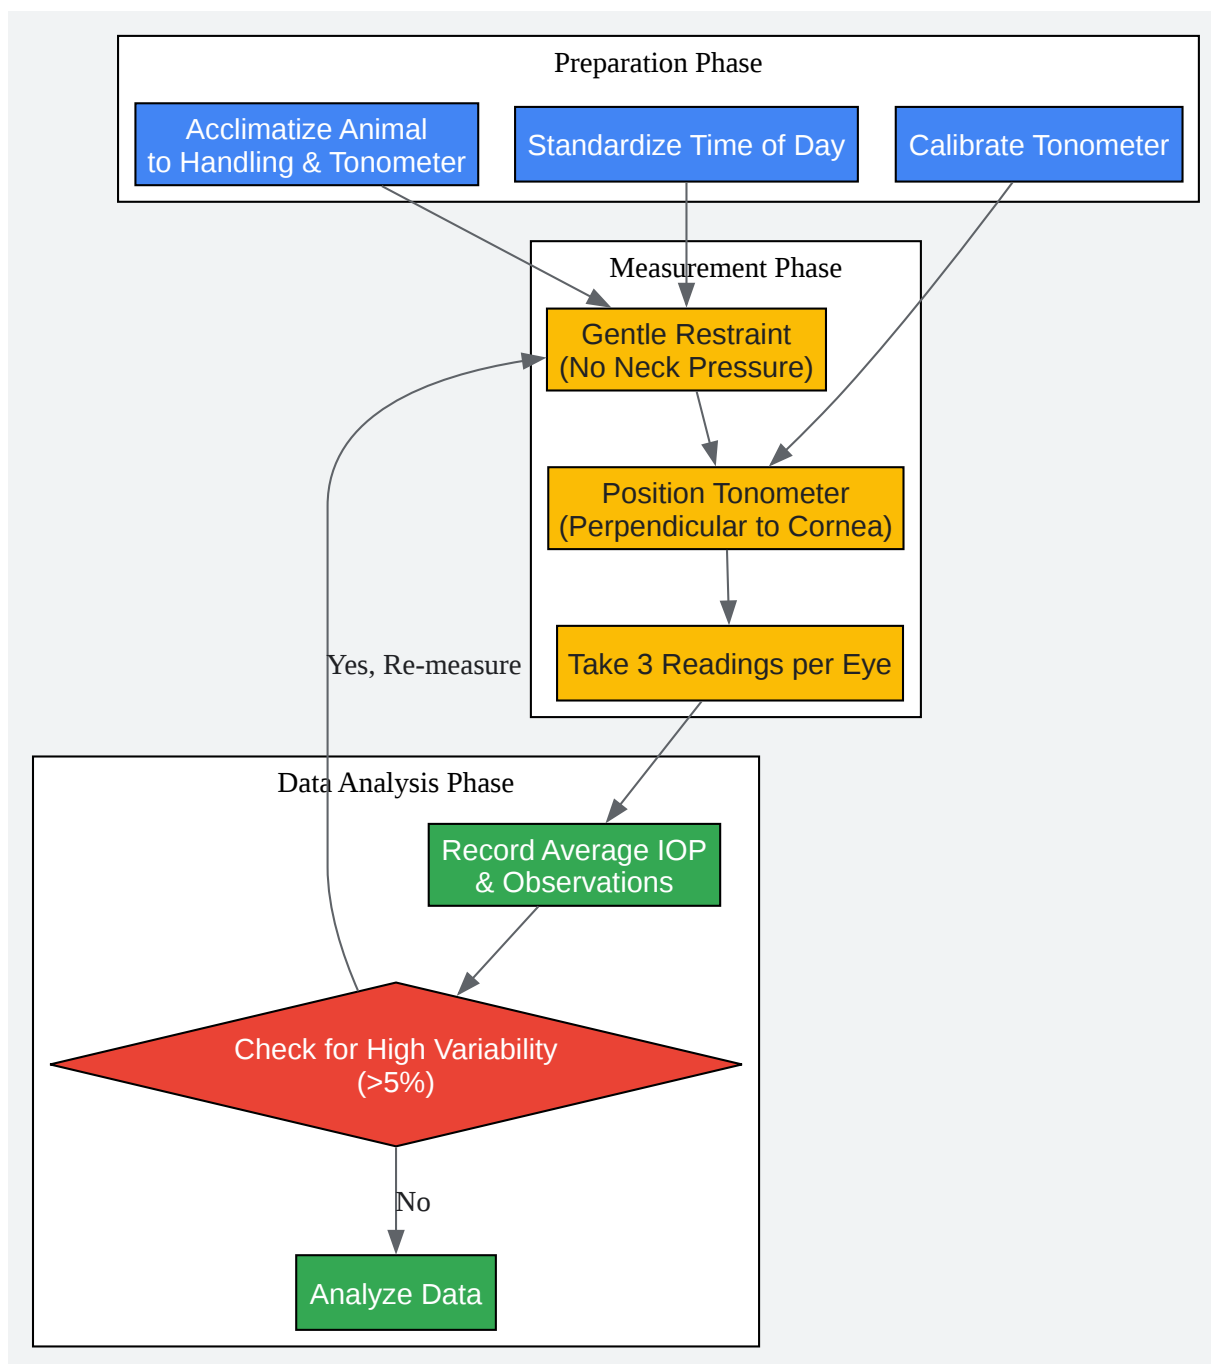 Preparation Phase
Acclimatize Animal
to Handling & Tonometer
Standardize Time of Day
Calibrate Tonometer
Measurement Phase
Gentle Restraint
(No Neck Pressure)
Position Tonometer
(Perpendicular to Cornea)
Take 3 Readings per Eye
Yes, Re-measure
Data Analysis Phase
Record Average IOP
& Observations
Check for High Variability
(>5%)
No
Analyze Data